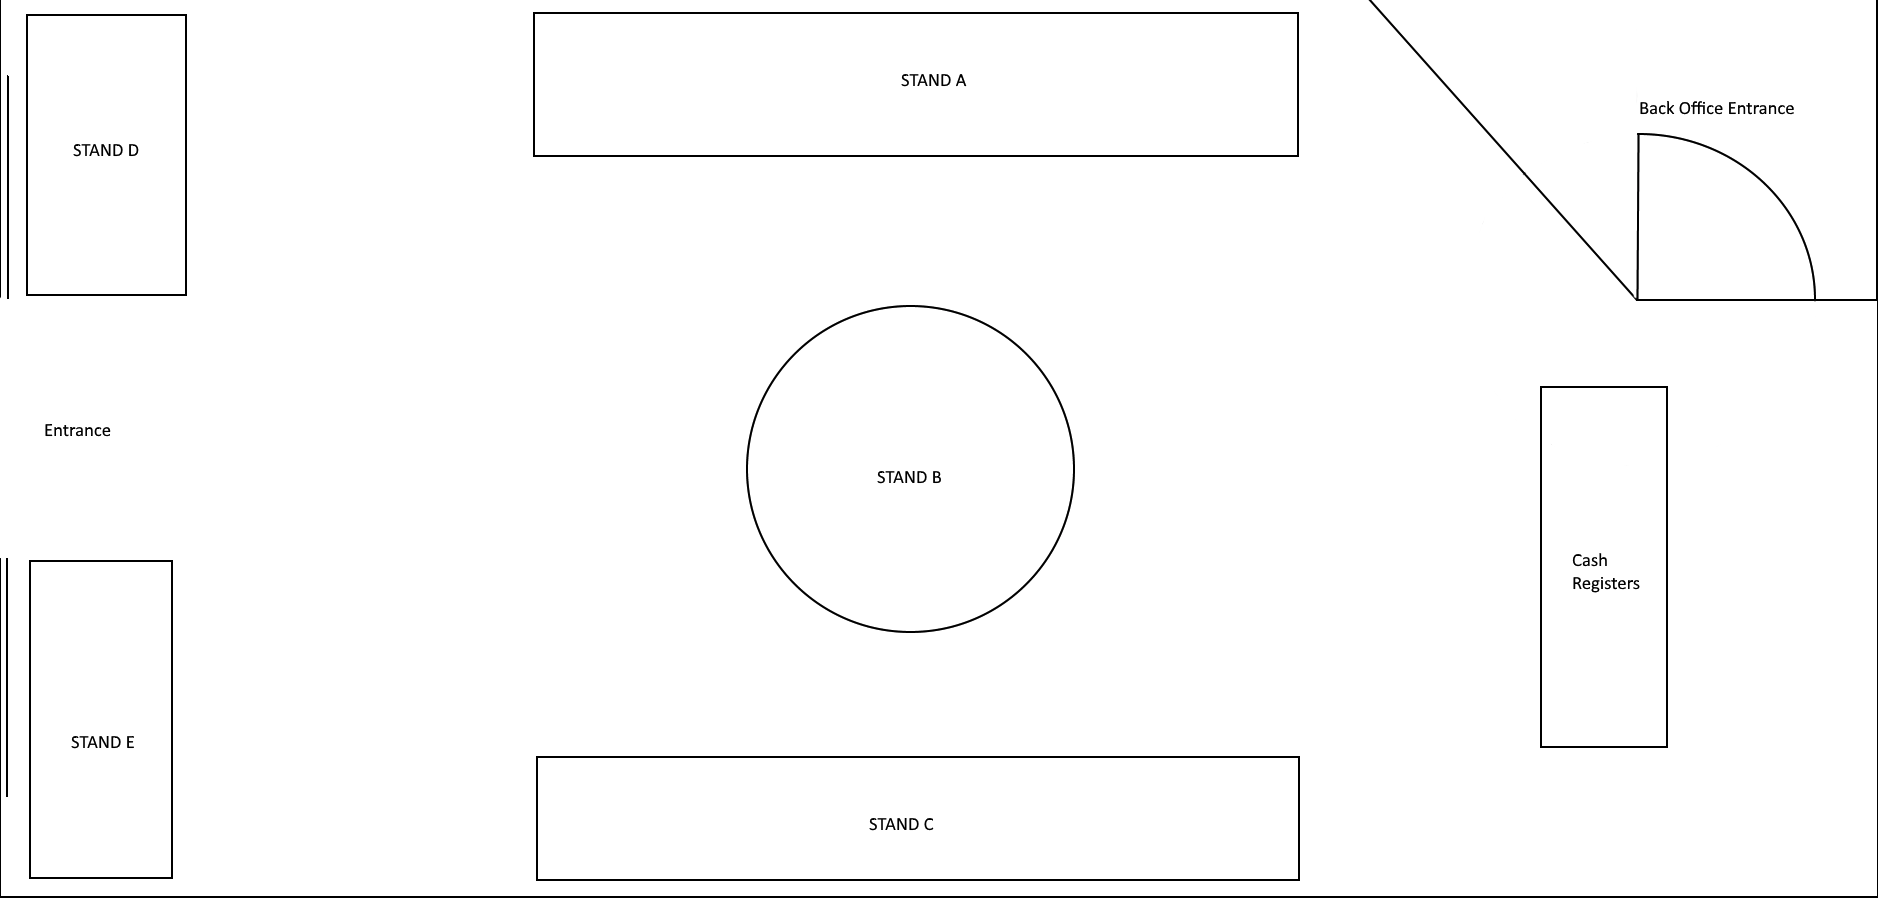 STAND A
Back Office Entrance
STAND D
Entrance
STAND B
Cash
Registers
STAND E
STAND C